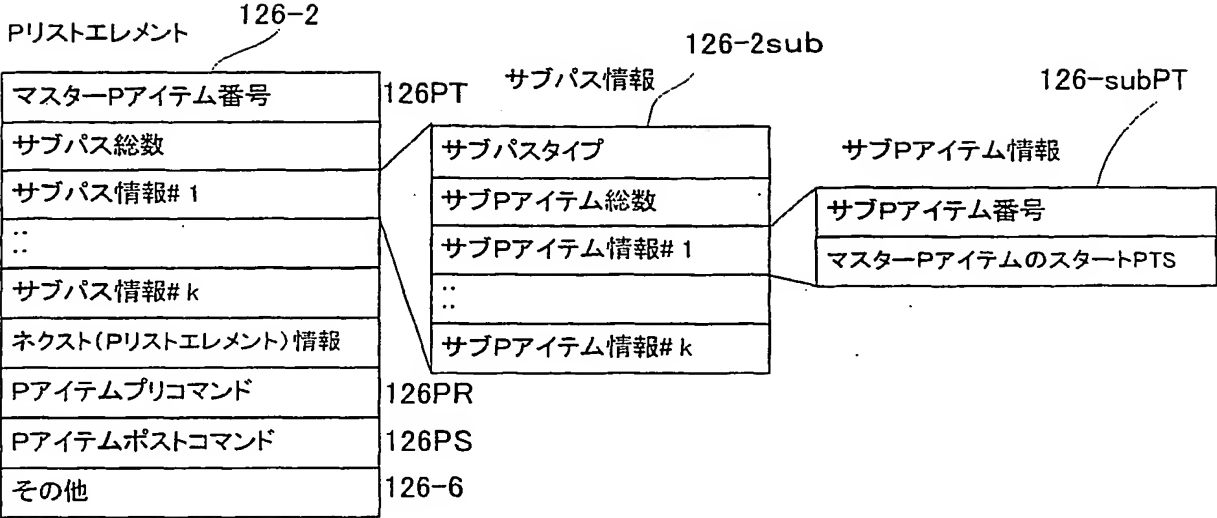 Pリストエレメント
126-2
マスターPアイテム番号
126PT
サブパス総数
サブパス情報#1
::
サブパス情報#k
ネクスト(Pリストエレメント)情報
Pアイテムプリコマンド
126PR
Pアイテムポストコマンド
126PS
その他
126-6
サブパス情報
126-2sub
サブパスタイプ
サブPアイテム総数
サブPアイテム情報#1
::
サブPアイテム情報#k
サブPアイテム情報
126-subPT
サブPアイテム番号
マスターPアイテムのスタートPTS